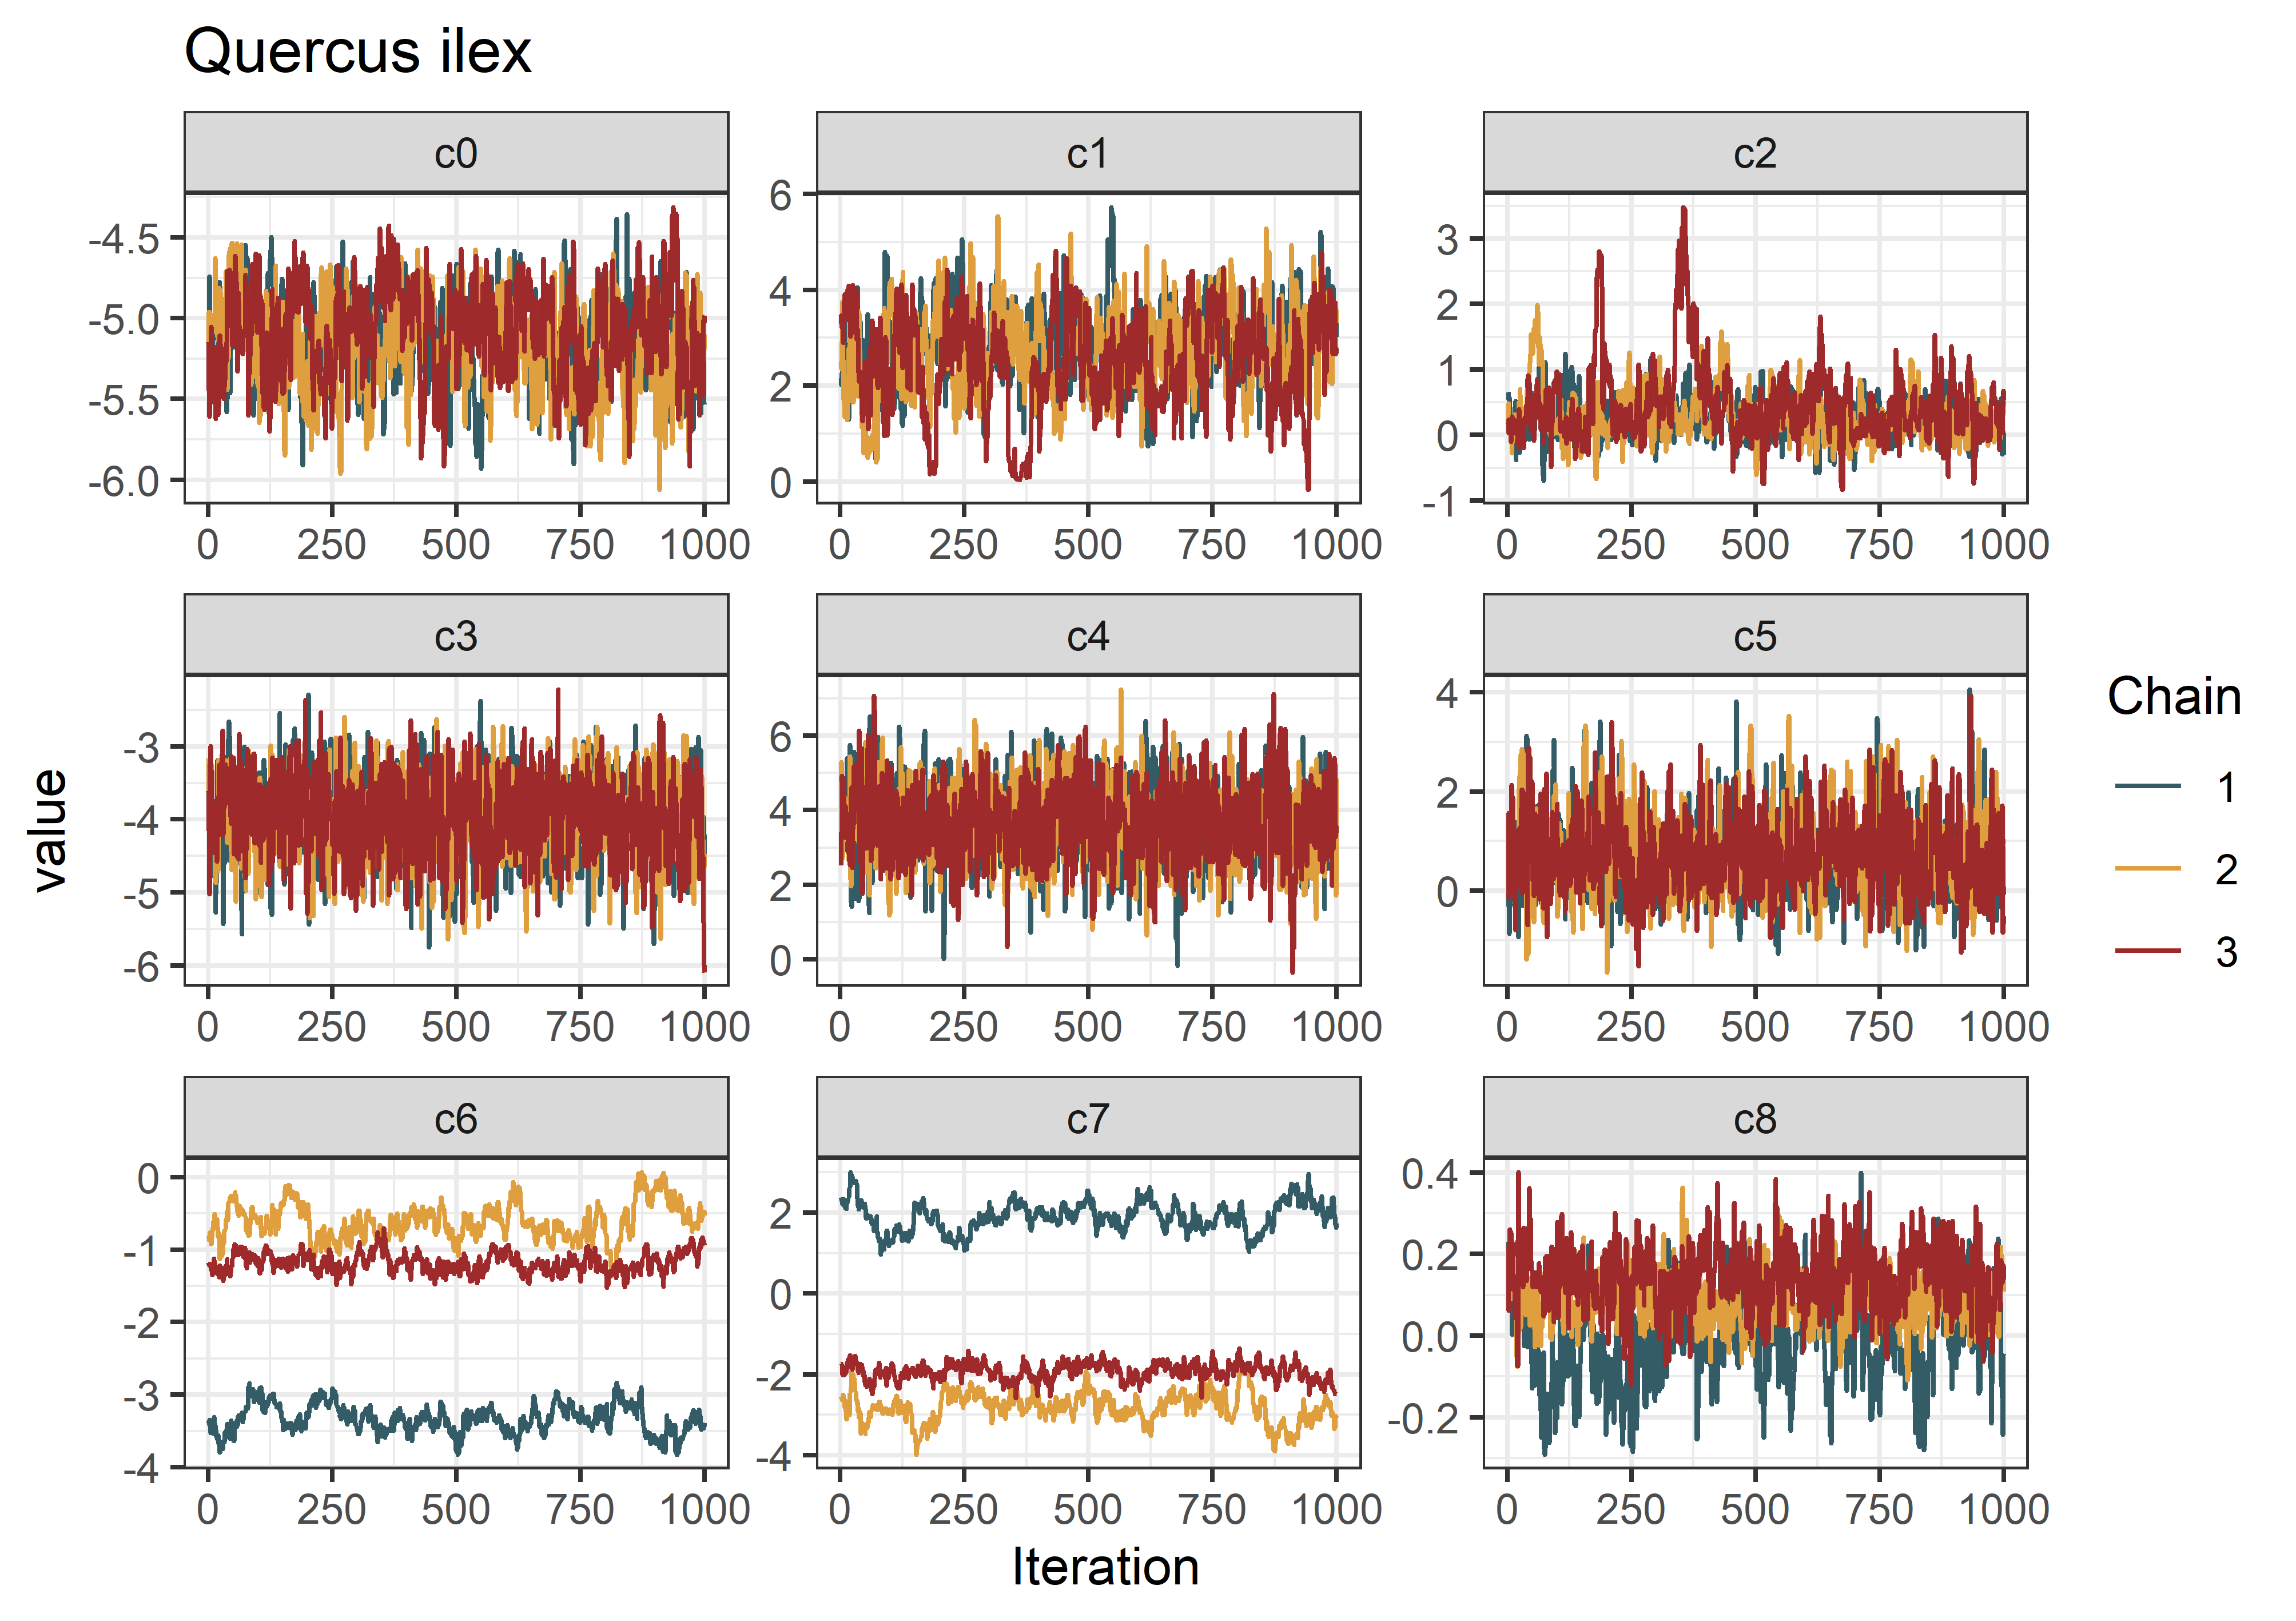 Quercus ilex
c0 c1 c2
-4.5 -5.0 -5.5 -6.0
6 4 2 0
3 2 1 0 -1
0 250 500 750 1000 0 250 500 750 1000 0 250 500 750 1000
c3 c4 c5
-3 -4 -5 -6
6 4 2 0
4 2 0
0 250 500 750 1000 0 250 500 750 1000 0 250 500 750 1000
c6 c7 c8
0 -1 -2 -3 -4
2 0 -2 -4
0.4 0.2 0.0 -0.2
0 250 500 750 1000 0 250 500 750 1000 0 250 500 750 1000
value
Iteration
Chain
1
2
3